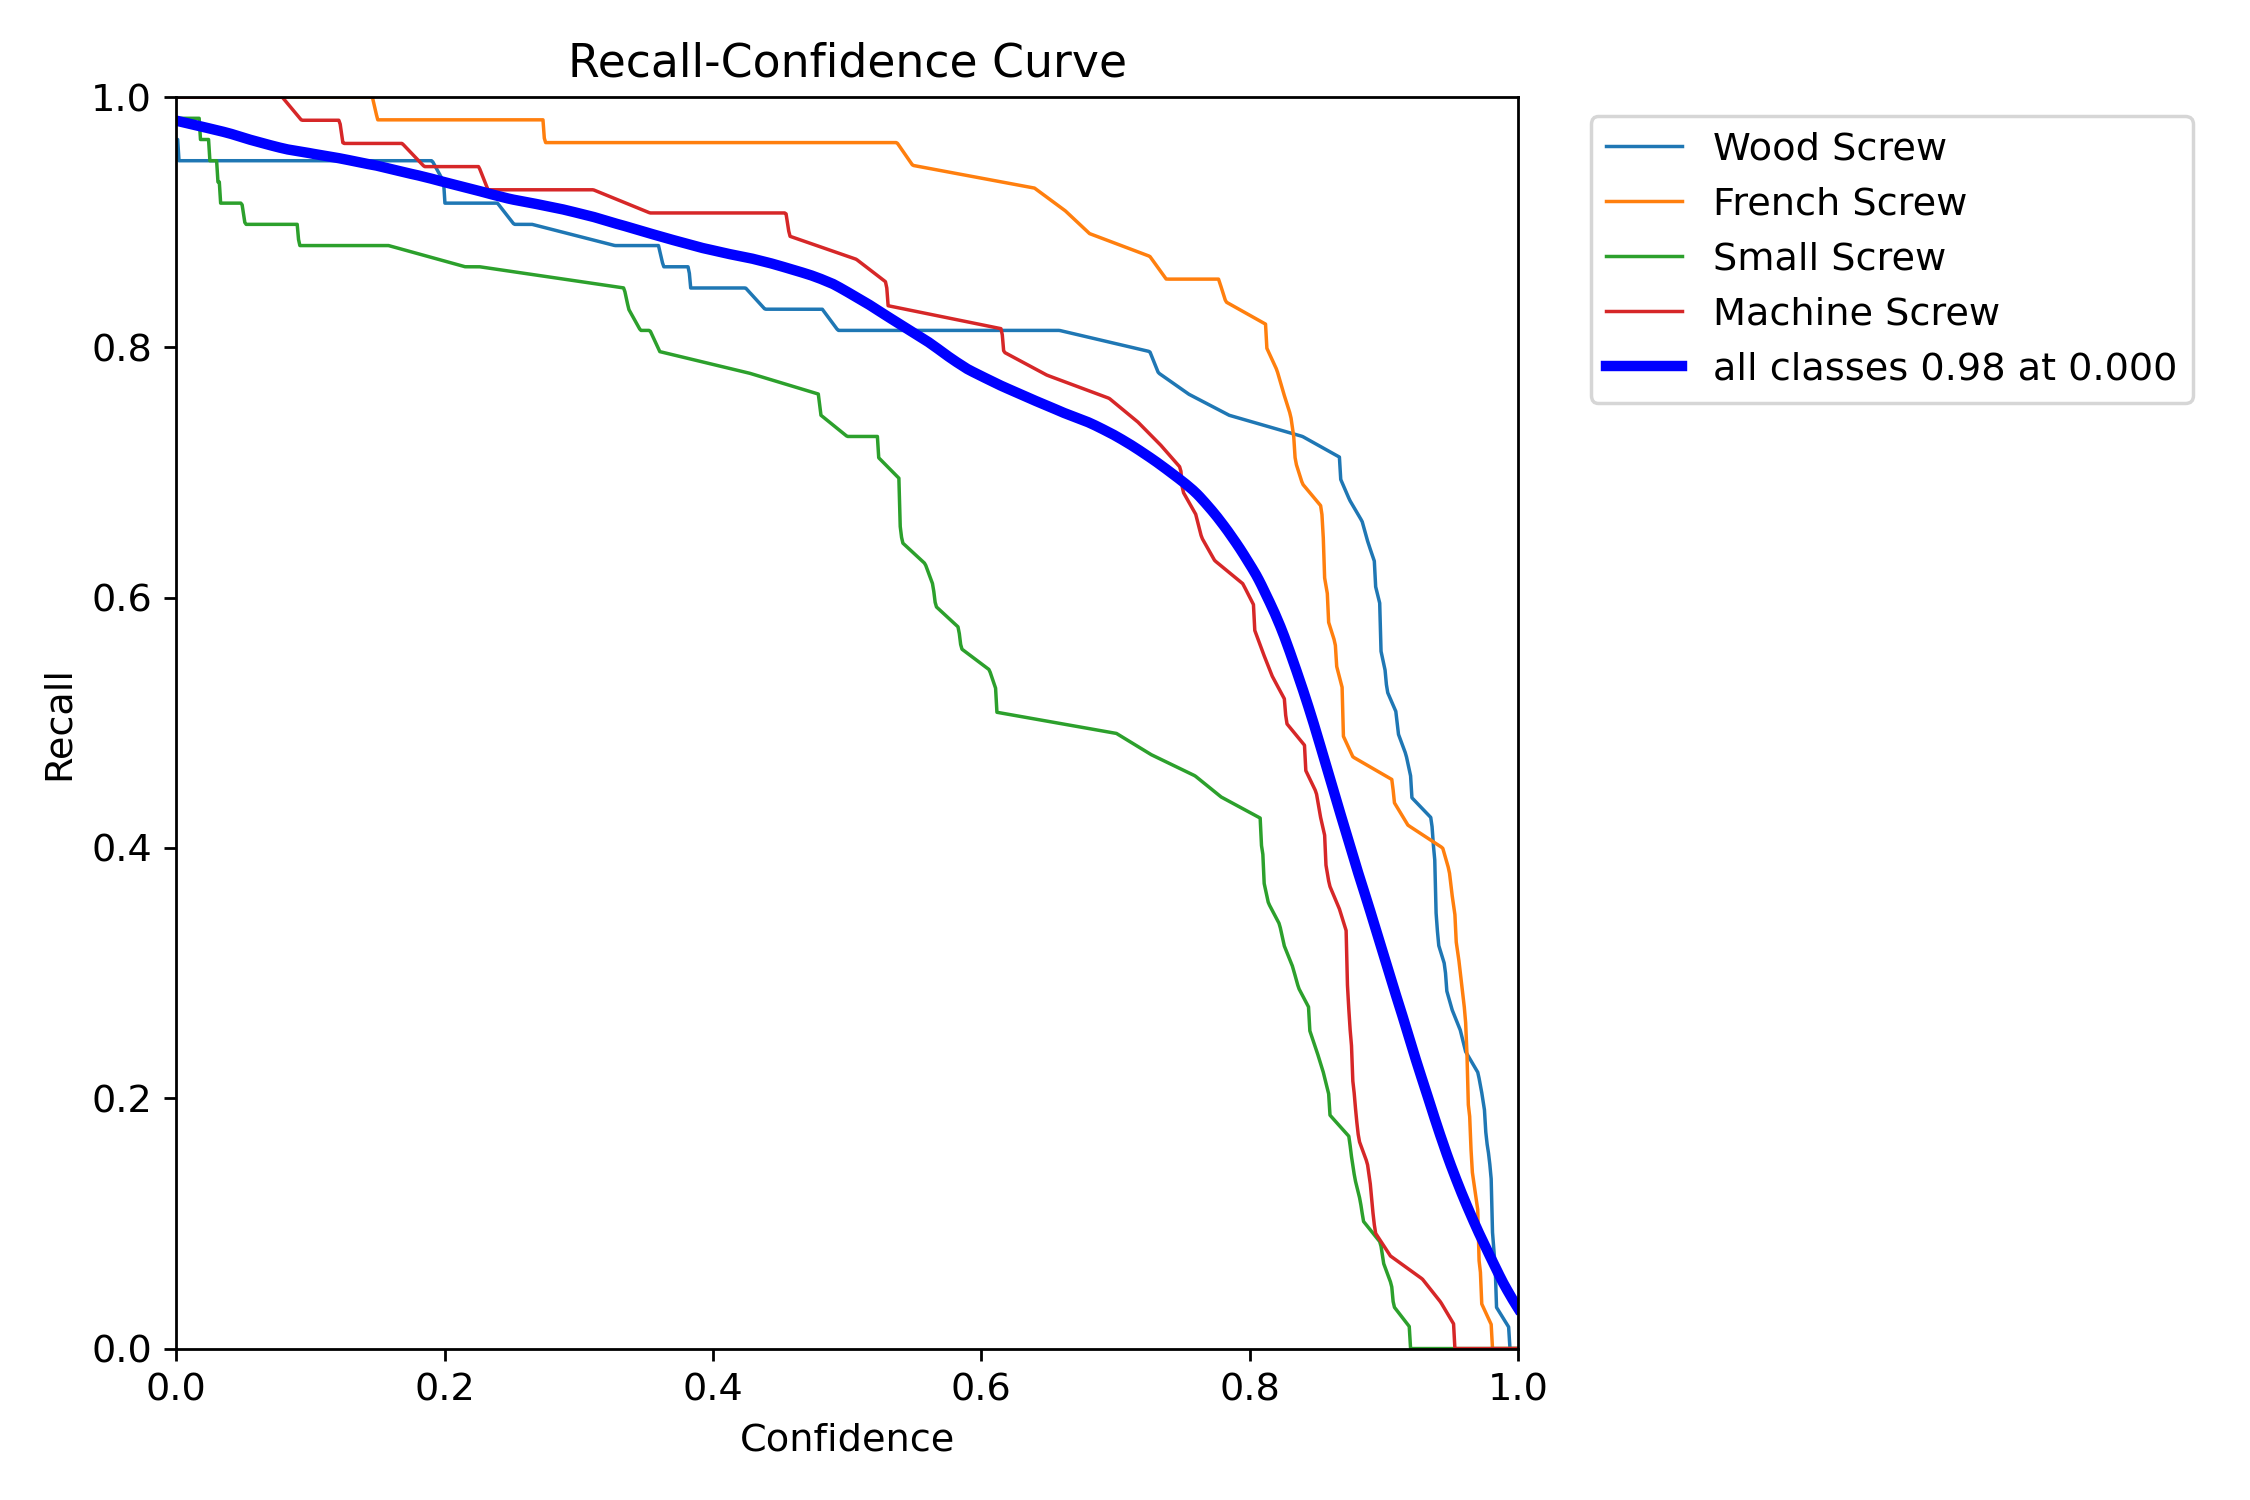 Recall-Confidence Curve
1.0
0.8
0.6
0.4
0.2
0.0
Recall
0.0 0.2 0.4 0.6 0.8 1.0
Confidence
Wood Screw
French Screw
Small Screw
Machine Screw
all classes 0.98 at 0.000